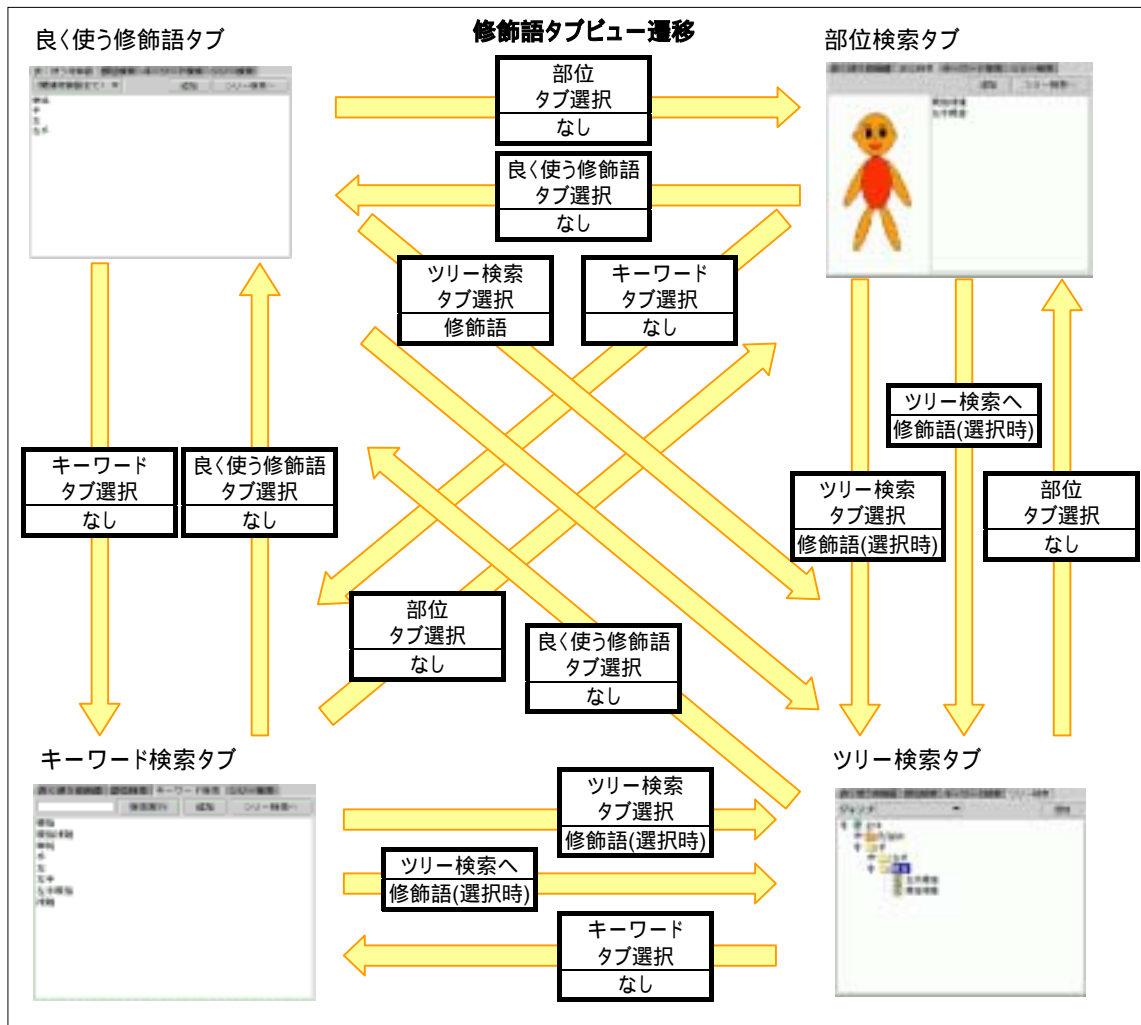 修飾語タブビュー遷移
良く使う修飾語タブ
部位検索タブ
部位
タブ選択
なし
良く使う修飾語
タブ選択
なし
ツリー検索
タブ選択
修飾語
キーワード
タブ選択
なし
キーワード
タブ選択
なし
良く使う修飾語
タブ選択
なし
ツリー検索へ
修飾語(選択時)
ツリー検索
タブ選択
修飾語(選択時)
部位
タブ選択
なし
部位
タブ選択
なし
良く使う修飾語
タブ選択
なし
キーワード検索タブ
ツリー検索タブ
ツリー検索
タブ選択
修飾語(選択時)
ツリー検索へ
修飾語(選択時)
キーワード
タブ選択
なし